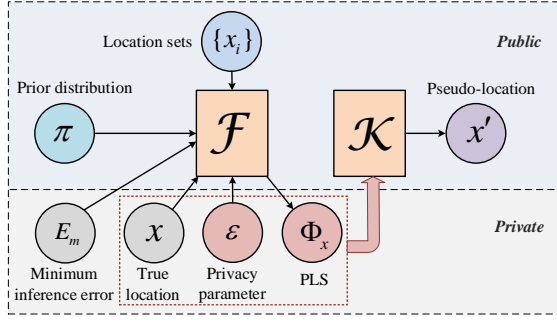 Location sets
{x_i}
Public
Prior distribution
Pseudo-location
π
ℱ
𝒦
x′
Private
E_m
x
ε
Φ_x
Minimum
inference error
True
location
Privacy
parameter
PLS